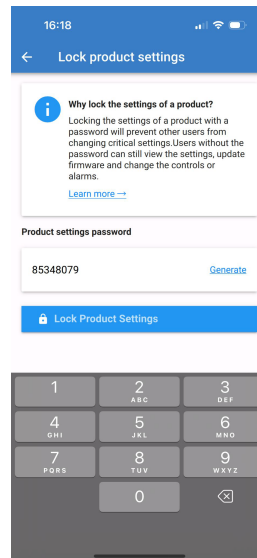 16:18
Lock product settings
Why lock the settings of a product?
Locking the settings of a product with a
password will prevent other users from
changing critical settings.Users without the
password can still view the settings, update
firmware and change the controls or
alarms.
Learn more →
Product settings password
85348079 Generate
Lock Product Settings
1 2 3
ABC DEF
4 5 6
GHI JKL MNO
7 8 9
PQRS TUV WXYZ
0